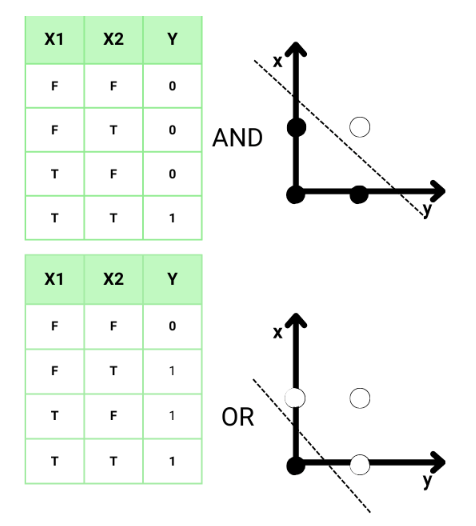 X1 X2 Y
F F 0
F T 0
T F 0
T T 1
AND
x
y
X1 X2 Y
F F 0
F T 1
T F 1
T T 1
OR
x
y